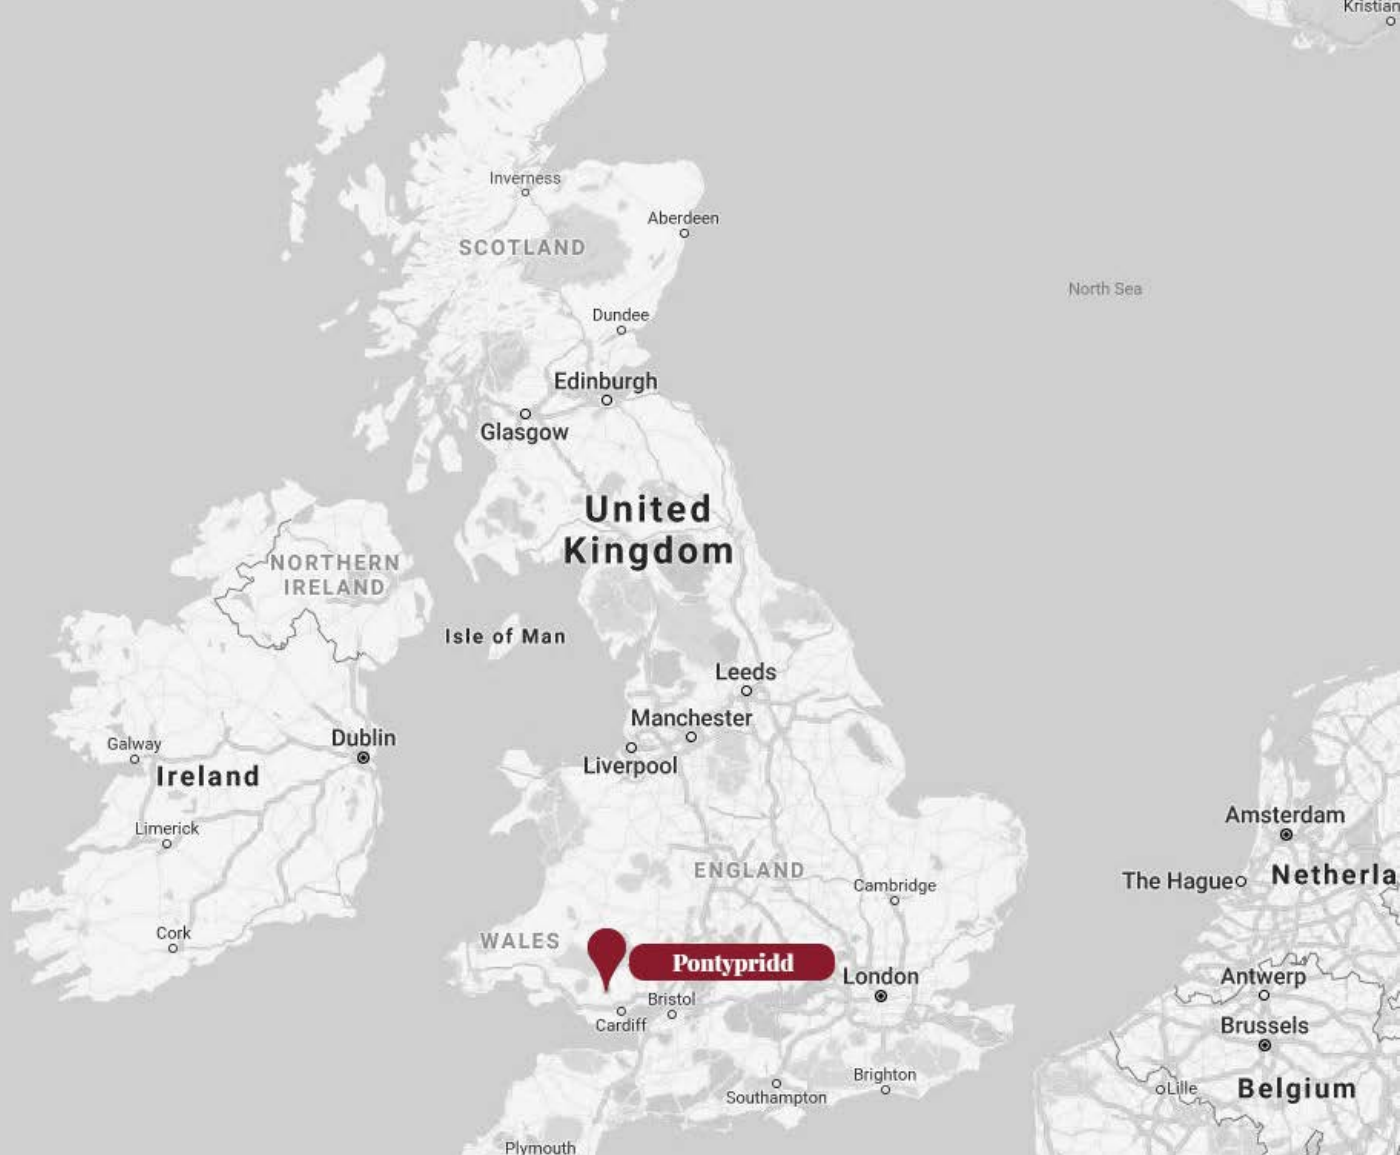 Kristian
Inverness
Aberdeen
SCOTLAND
North Sea
Dundee
Edinburgh
Glasgow
United
Kingdom
NORTHERN
IRELAND
Isle of Man
Leeds
Manchester
Dublin
Galway
Liverpool
Ireland
Amsterdam
Limerick
ENGLAND
The Hague
Netherla
Cambridge
Cork
WALES
Pontypridd
London
Antwerp
Bristol
Cardiff
Brussels
Brighton
Lille
Belgium
Southampton
Plymouth